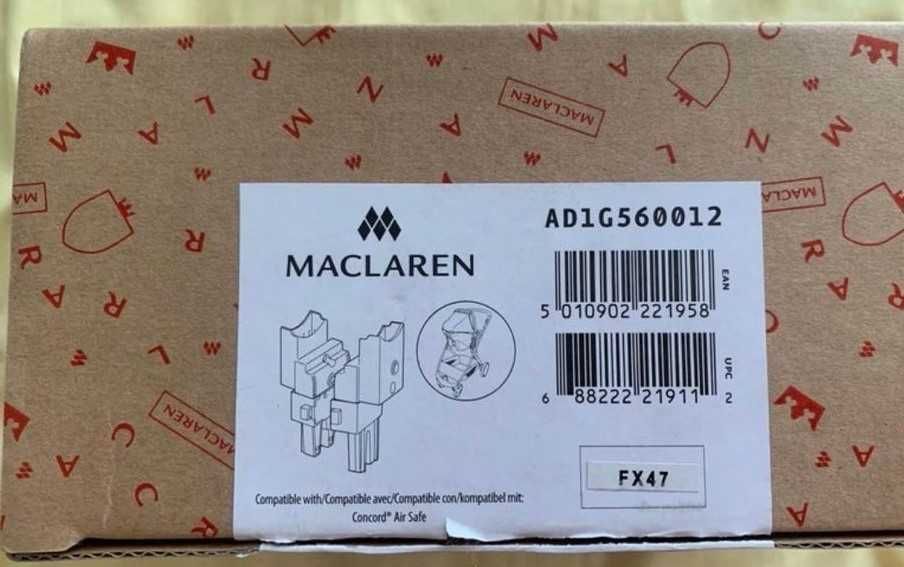 MACLAREN
MACLAREN
MACLAREN
MACLAREN
AD1G560012
EAN
5 010902 221958
UPC
6 88222 21911 2
FX47
Compatible with/Compatible avec/Compatible con/kompatibel mit:
Concord® Air Safe